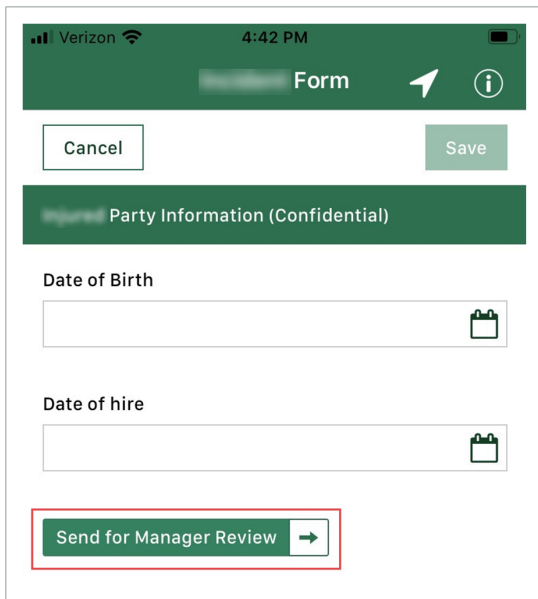 Verizon 4:42 PM
Form
Cancel Save
Party Information (Confidential)
Date of Birth
Date of hire
Send for Manager Review